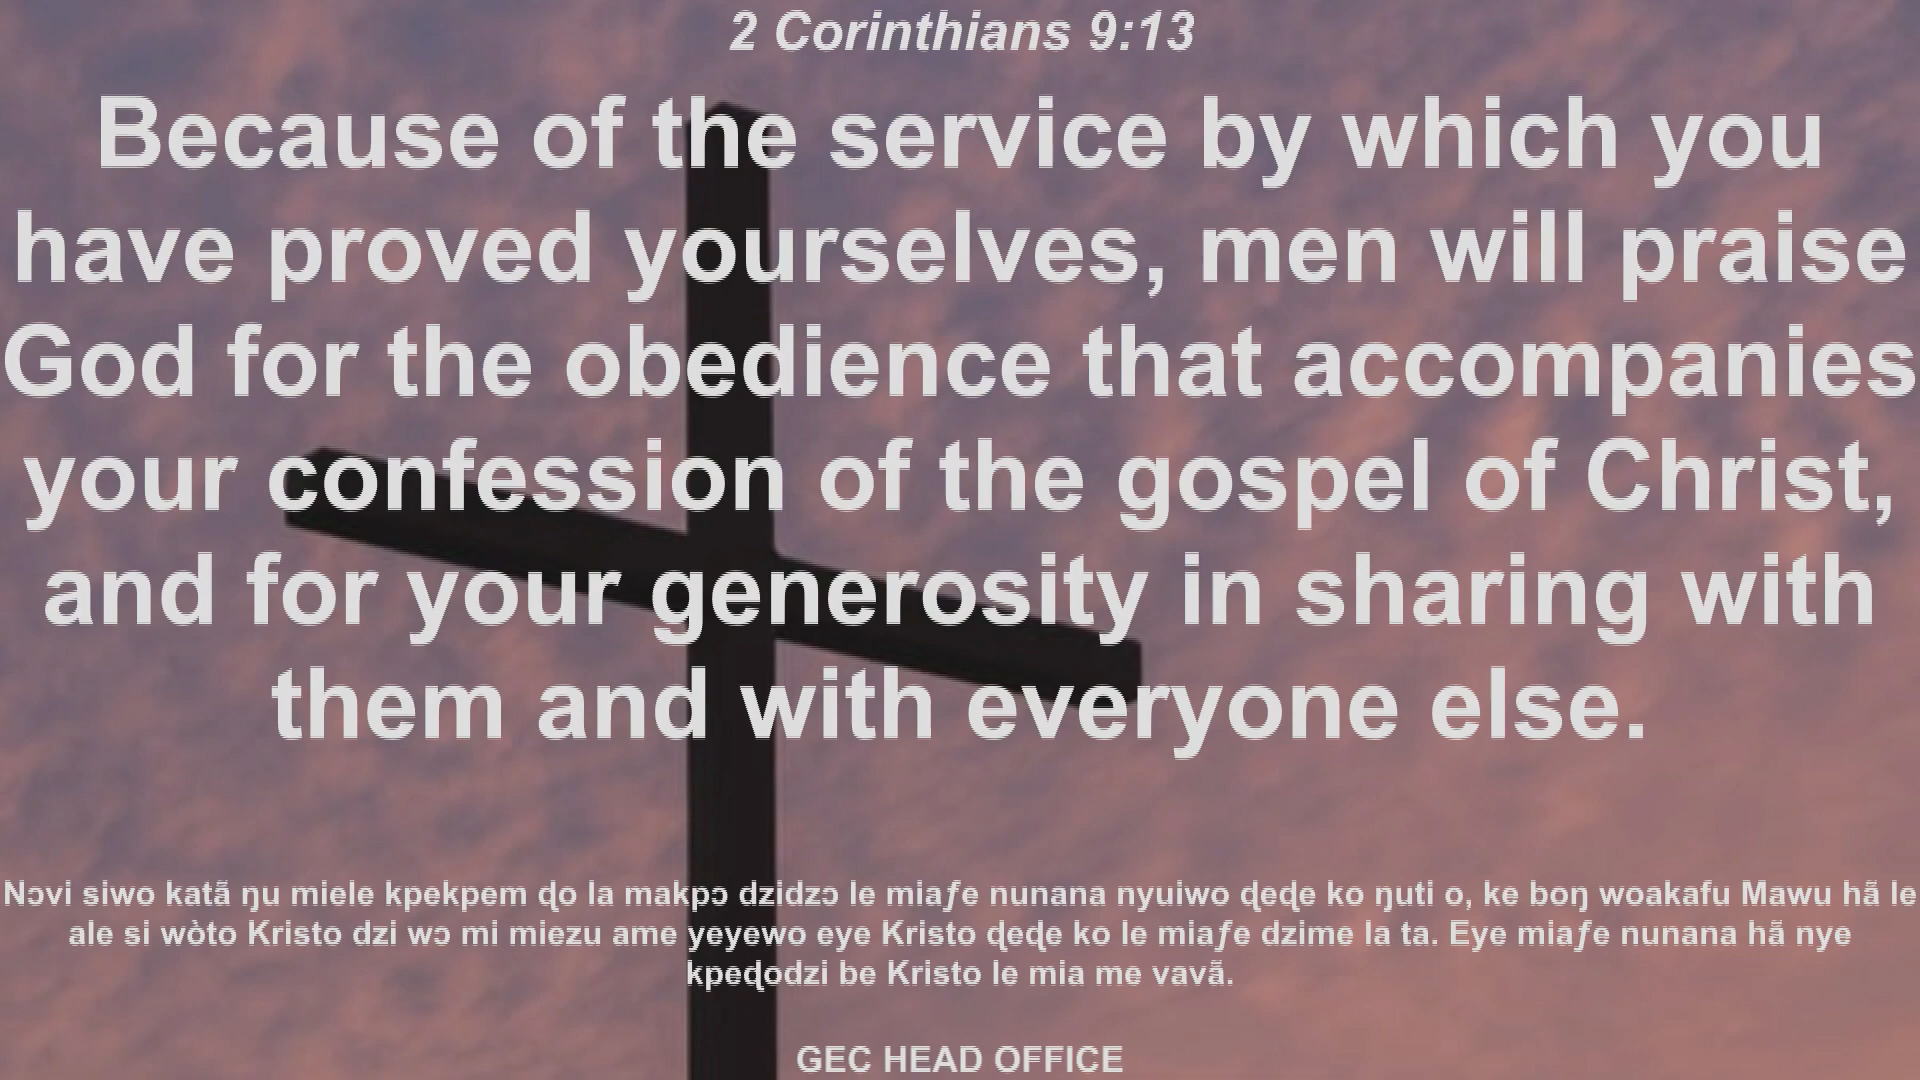 2 Corinthians 9:13
Because of the service by which you
have proved yourselves, men will praise
God for the obedience that accompanies
your confession of the gospel of Christ,
and for your generosity in sharing with
them and with everyone else.
Nɔvi siwo katã ŋu miele kpekpem ɖo la makpɔ dzidzɔ le miaƒe nunana nyuiwo ɖeɖe ko ŋuti o, ke boŋ woakafu Mawu hã le
ale si wòto Kristo dzi wɔ mi miezu ame yeyewo eye Kristo ɖeɖe ko le miaƒe dzime la ta. Eye miaƒe nunana hã nye
kpeɖodzi be Kristo le mia me vavã.
GEC HEAD OFFICE